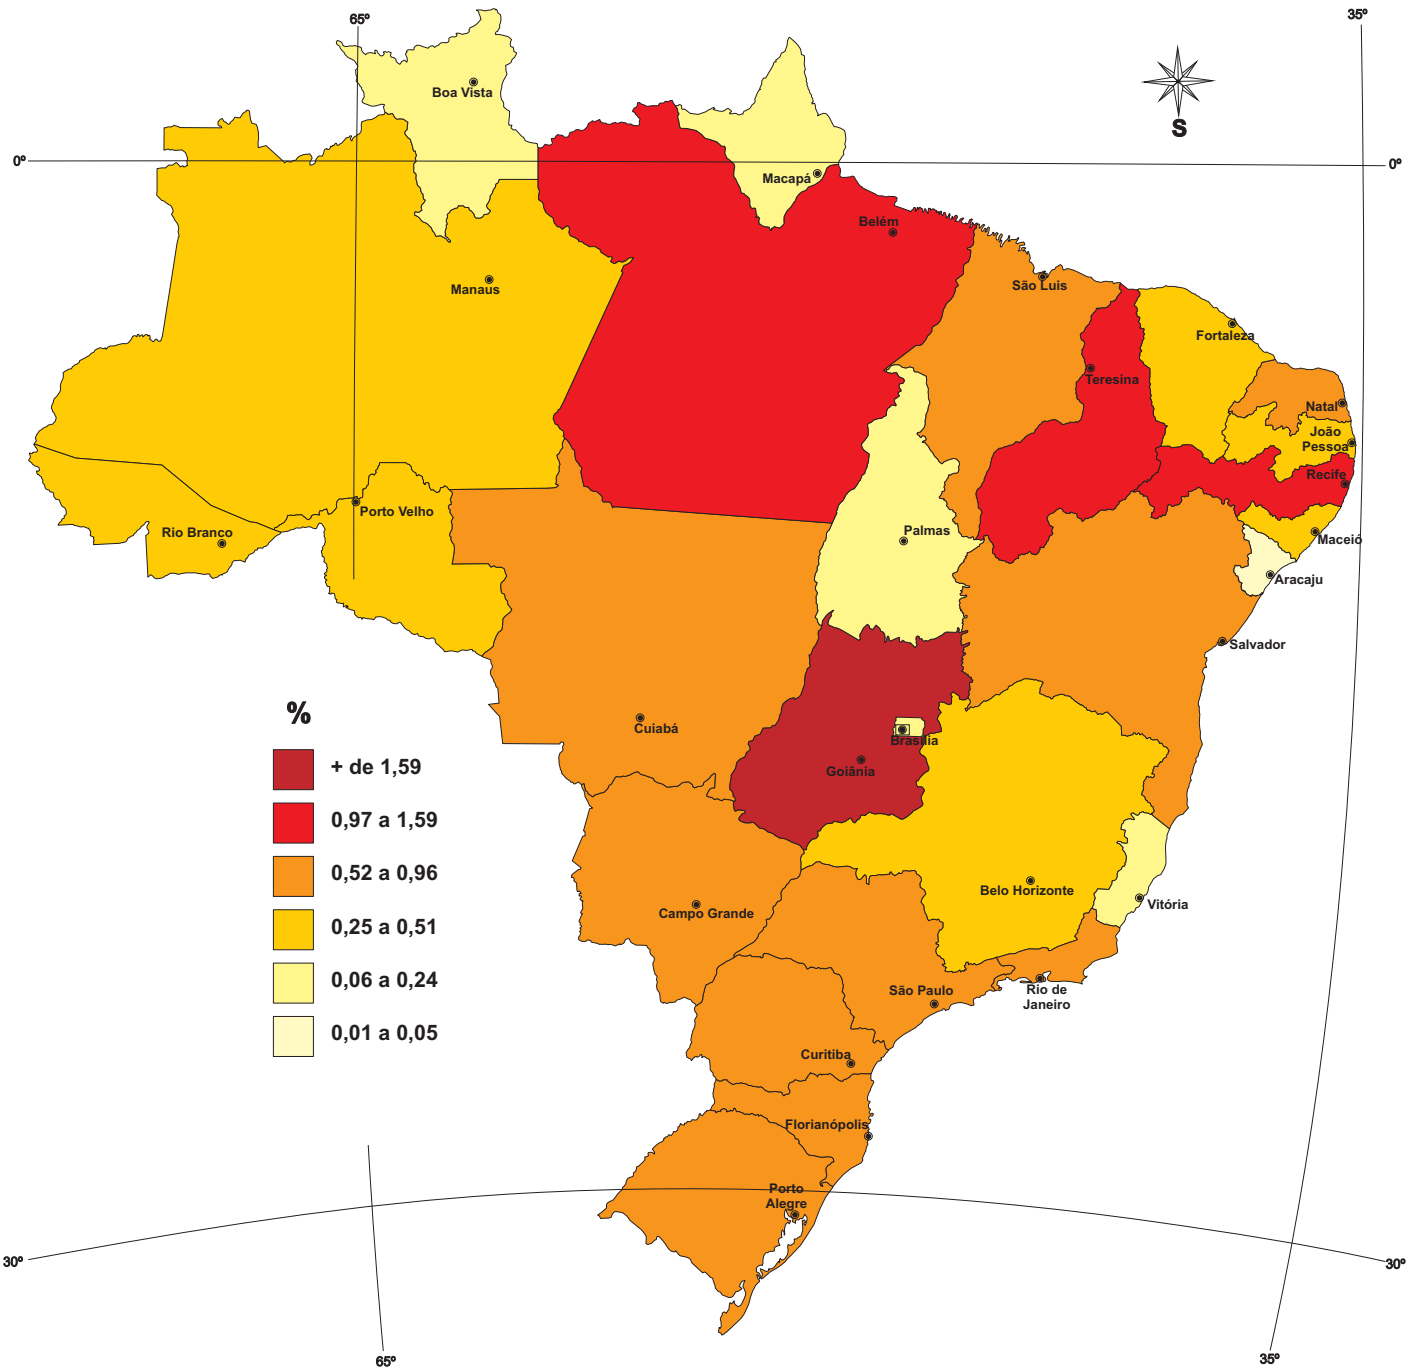 65º
35º
Boa Vista
S
0º
0º
Macapá
Belém
São Luis
Manaus
Fortaleza
Teresina
Natal
João
Pessoa
Recife
Porto Velho
Rio Branco
Palmas
Maceió
Aracaju
Salvador
%
Cuiabá
Brasília
Goiânia
+ de 1,59
0,97 a 1,59
0,52 a 0,96
0,25 a 0,51
0,06 a 0,24
0,01 a 0,05
Belo Horizonte
Vitória
Campo Grande
São Paulo
Rio de
Janeiro
Curitiba
Florianópolis
Porto
Alegre
30º
30º
65º
35º